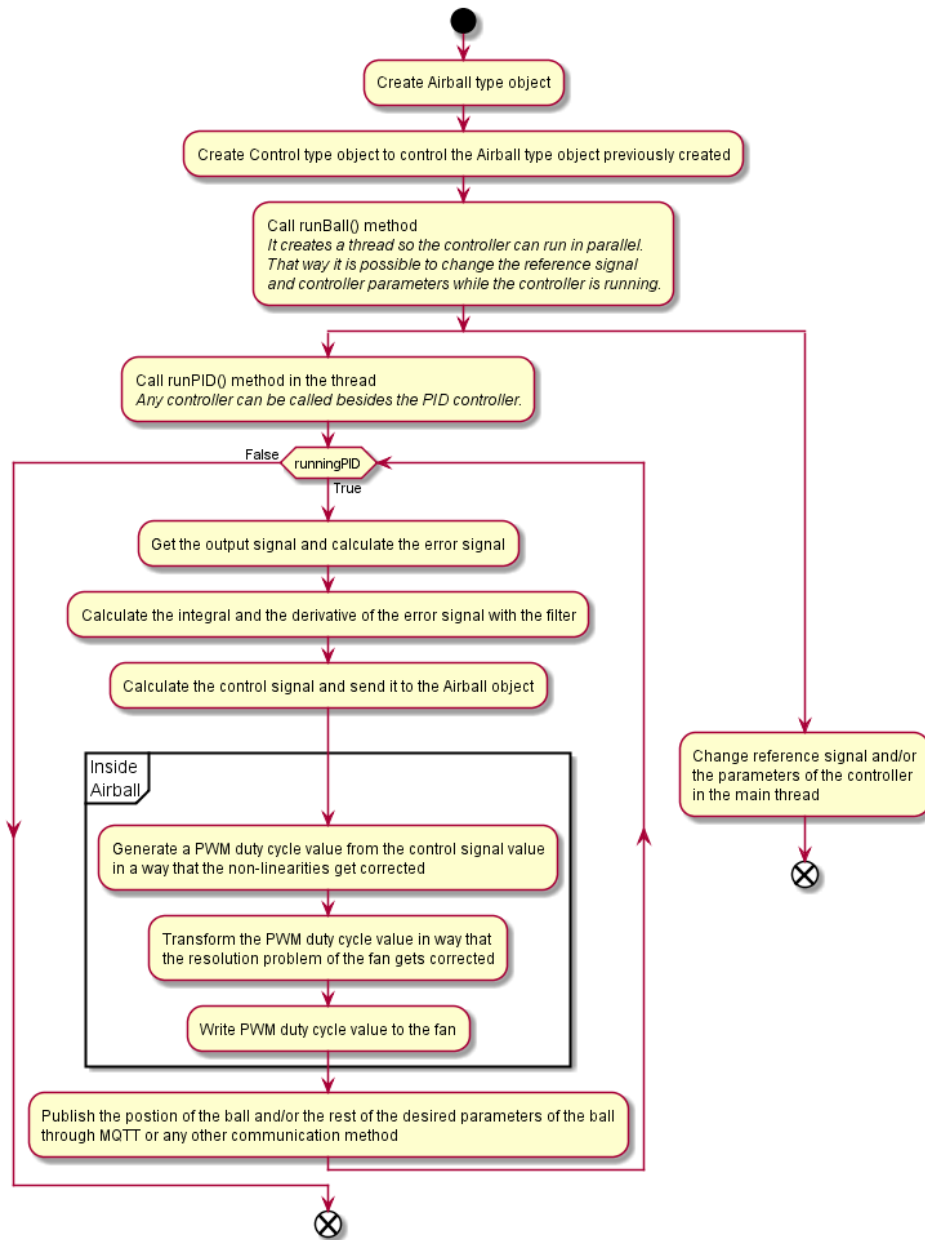 Create Airball type object
Create Control type object to control the Airball type object previously created
Call runBall() method
It creates a thread so the controller can run in parallel.
That way it is possible to change the reference signal
and controller parameters while the controller is running.
Call runPID() method in the thread
Any controller can be called besides the PID controller.
False
runningPID
True
Get the output signal and calculate the error signal
Calculate the integral and the derivative of the error signal with the filter
Calculate the control signal and send it to the Airball object
Inside
Airball
Generate a PWM duty cycle value from the control signal value
in a way that the non-linearities get corrected
Transform the PWM duty cycle value in way that
the resolution problem of the fan gets corrected
Write PWM duty cycle value to the fan
Publish the postion of the ball and/or the rest of the desired parameters of the ball
through MQTT or any other communication method
Change reference signal and/or
the parameters of the controller
in the main thread